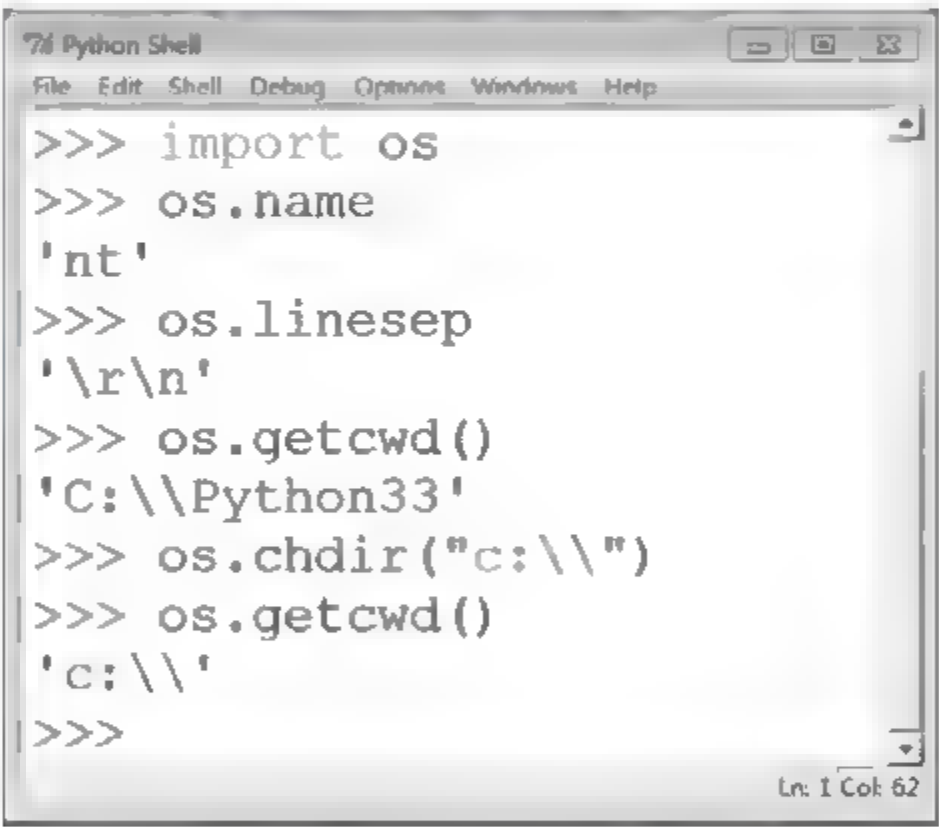 76 Python Shell
File Edit Shell Debug Options Windows Help
>>> import os
>>> os.name
'nt'
>>> os.linesep
'\r\n'
>>> os.getcwd()
'C:\\Python33'
>>> os.chdir("c:\\")
>>> os.getcwd()
'c:\\'
>>>
Ln: 1 Col: 62